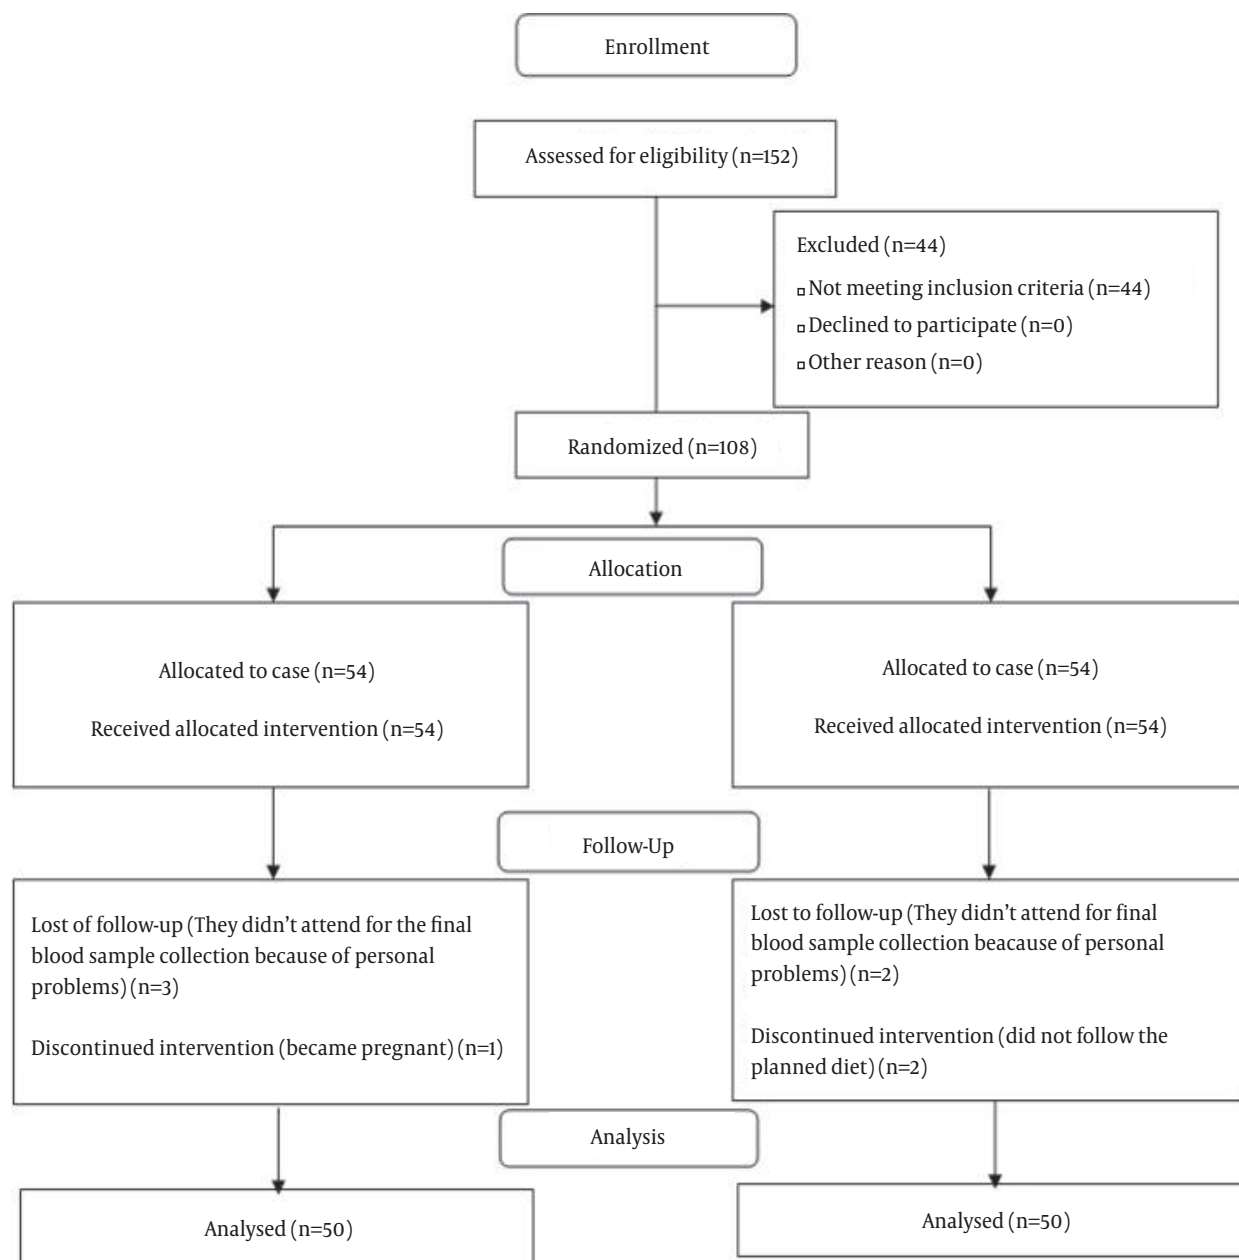 Enrollment
Assessed for eligibility (n=152)
Excluded (n=44)
▫Not meeting inclusion criteria (n=44)
▫Declined to participate (n=0)
▫Other reason (n=0)
Randomized (n=108)
Allocation
Allocated to case (n=54)
Received allocated intervention (n=54)
Allocated to case (n=54)
Received allocated intervention (n=54)
Follow-Up
Lost of follow-up (They didn't attend for the final
blood sample collection because of personal
problems) (n=3)
Discontinued intervention (became pregnant) (n=1)
Lost to follow-up (They didn't attend for final
blood sample collection beacause of personal
problems) (n=2)
Discontinued intervention (did not follow the
planned diet) (n=2)
Analysis
Analysed (n=50)
Analysed (n=50)